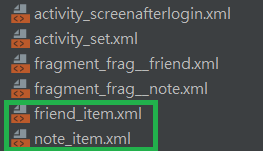 activity_screenafterlogin.xml
activity_set.xml
fragment_frag__friend.xml
fragment_frag__note.xml
friend_item.xml
note_item.xml